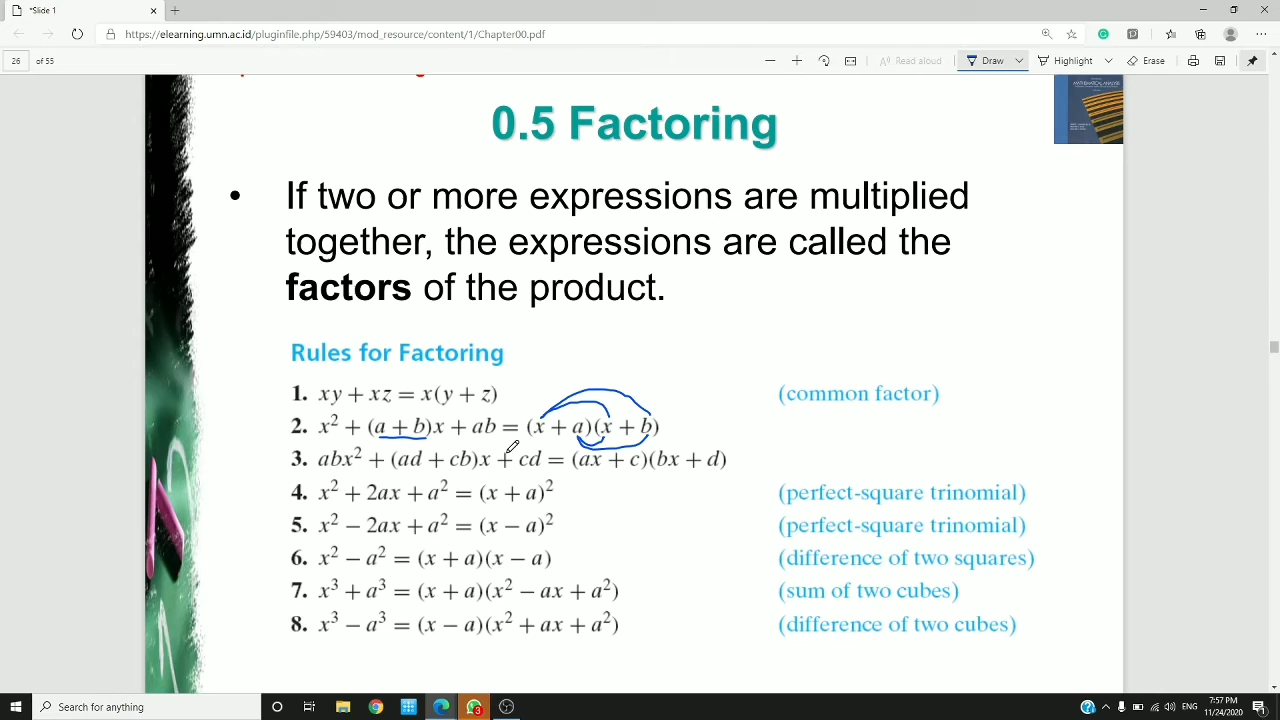 *Slide 1
https://elearning.umn.ac.id/pluginfile.php/59403/mod_resource/content/1/Chapter00.pdf
26 of 55
Read aloud
Draw
Highlight
Erase
MATHEMATICAL ANALYSIS
0.5 Factoring
• If two or more expressions are multiplied
together, the expressions are called the
factors of the product.
Rules for Factoring
1. xy + xz = x(y + z) (common factor)
2. x² + (a + b)x + ab = (x + a)(x + b)
3. abx² + (ad + cb)x + cd = (ax + c)(bx + d)
4. x² + 2ax + a² = (x + a)² (perfect-square trinomial)
5. x² − 2ax + a² = (x − a)² (perfect-square trinomial)
6. x² − a² = (x + a)(x − a) (difference of two squares)
7. x³ + a³ = (x + a)(x² − ax + a²) (sum of two cubes)
8. x³ − a³ = (x − a)(x² + ax + a²) (difference of two cubes)
Search for anything
3
ENG
7:57 PM
11/24/2020
1